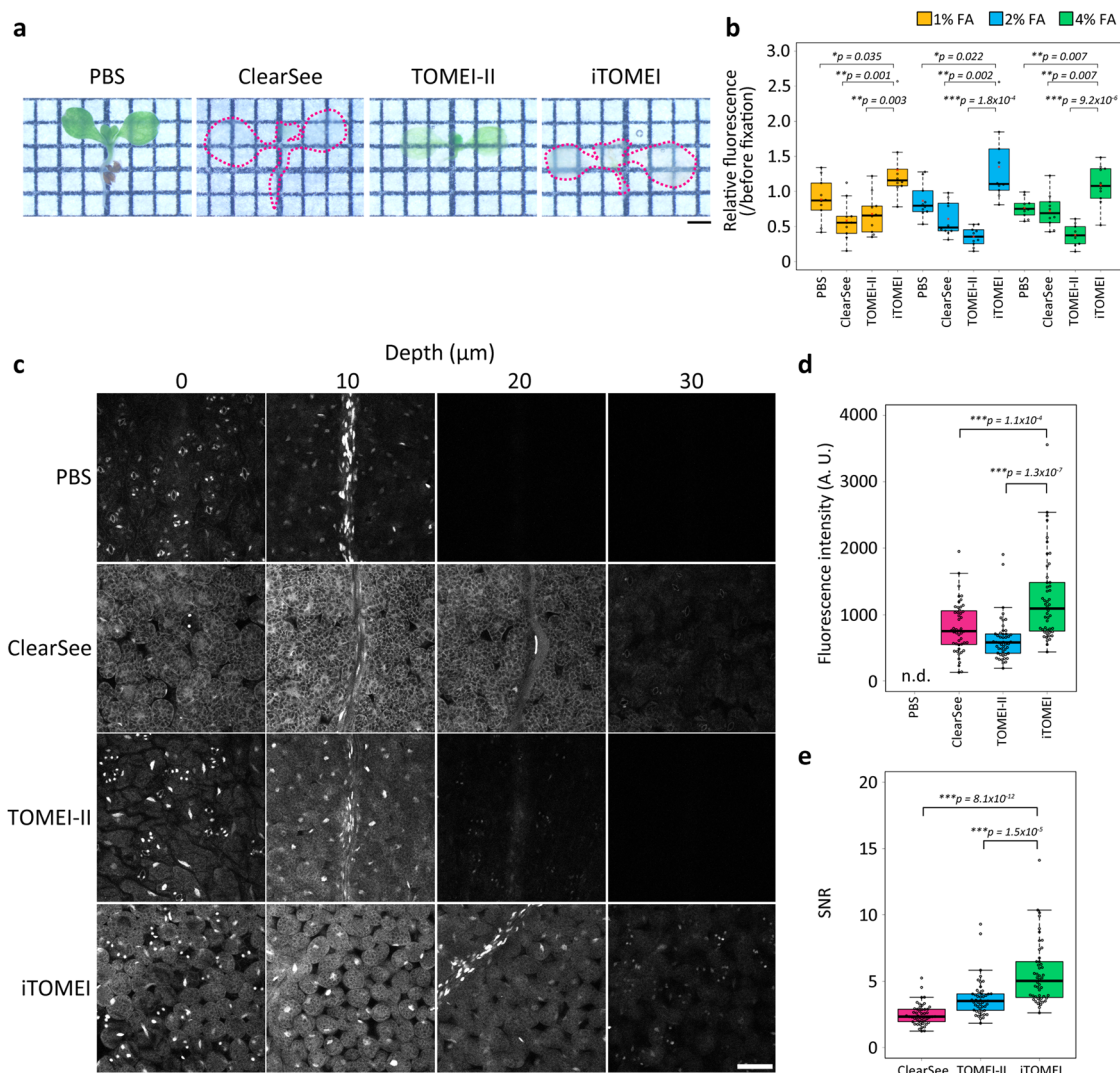 a
PBS
ClearSee
TOMEI-II
iTOMEI
b
1% FA
2% FA
4% FA
Relative fluorescence
(/before fixation)
3.0
2.5
2.0
1.5
1.0
0.5
0
*p = 0.035
**p = 0.001
**p = 0.003
*p = 0.022
**p = 0.002
***p = 1.8x10-4
**p = 0.007
**p = 0.007
***p = 9.2x10-6
PBS
ClearSee
TOMEI-II
iTOMEI
PBS
ClearSee
TOMEI-II
iTOMEI
PBS
ClearSee
TOMEI-II
iTOMEI
c
Depth (μm)
0
10
20
30
PBS
ClearSee
TOMEI-II
iTOMEI
d
Fluorescence intensity (A. U.)
4000
3000
2000
1000
0
***p = 1.1x10-4
***p = 1.3x10-7
n.d.
PBS
ClearSee
TOMEI-II
iTOMEI
e
SNR
20
15
10
5
0
***p = 8.1x10-12
***p = 1.5x10-5
ClearSee
TOMEI-II
iTOMEI